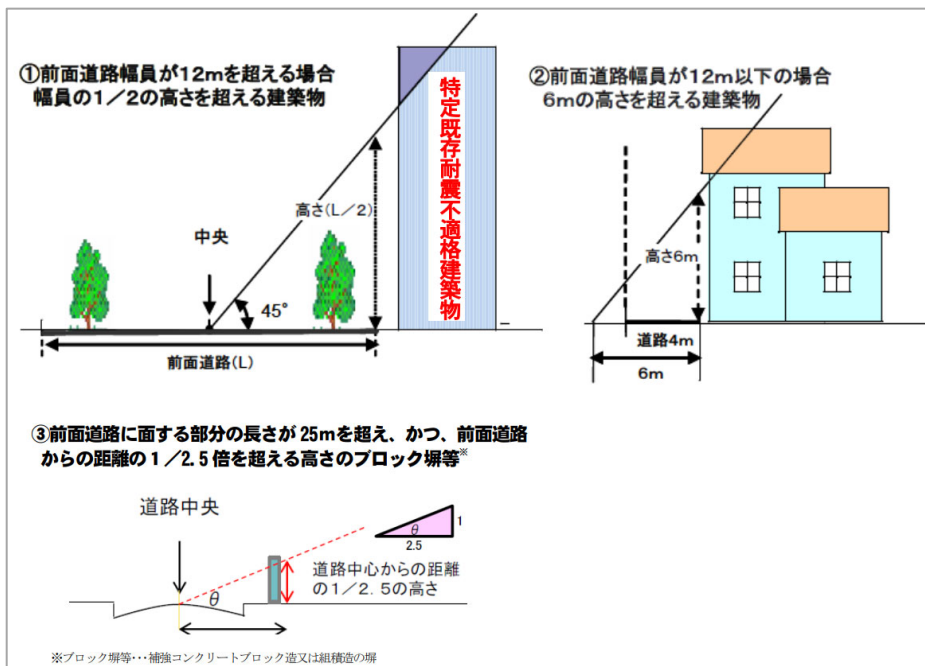 ①前面道路幅員が12mを超える場合
幅員の1/2の高さを超える建築物
特定既存耐震不適格建築物
高さ(L/2)
中央
45°
前面道路(L)
②前面道路幅員が12m以下の場合
6mの高さを超える建築物
高さ6m
道路4m
6m
③前面道路に面する部分の長さが25mを超え、かつ、前面道路
からの距離の1/2.5倍を超える高さのブロック塀等※
道路中央
θ
1
2.5
道路中心からの距離
の1/2.5の高さ
θ
※ブロック塀等･･･補強コンクリートブロック造又は組積造の塀